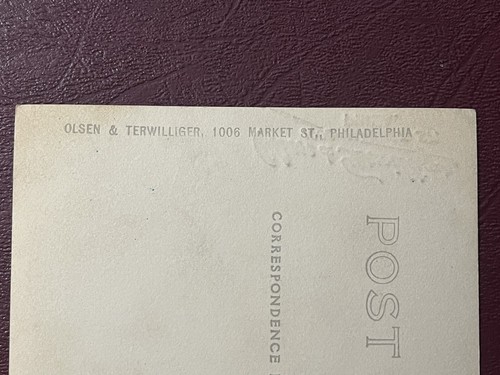 OLSEN & TERWILLIGER, 1006 MARKET ST., PHILADELPHIA
CORRESPONDENCE
POST